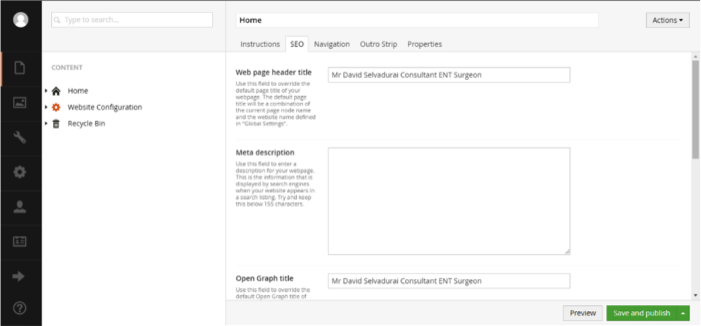 Type to search...
Home
Actions
Instructions
SEO
Navigation
Outro Strip
Properties
CONTENT
Home
Website Configuration
Recycle Bin
Web page header title
Use this field to override the
default page title of your
webpage. The default page
title will be a combination of
the current page node name
and the website name defined
in "Global Settings".
Mr David Selvadurai Consultant ENT Surgeon
Meta description
Use this field to enter a
description for your webpage.
This is the information that is
displayed by search engines
when your website appears in
a search listing. Try and keep
this below 155 characters.
Open Graph title
Use this field to override the
default Open Graph title of
Mr David Selvadurai Consultant ENT Surgeon
Preview
Save and publish